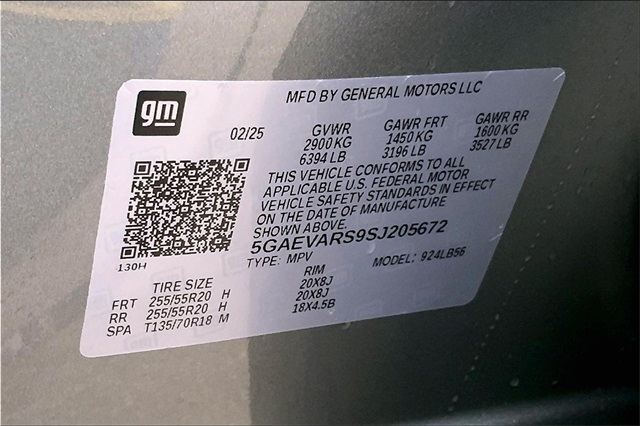 gm
MFD BY GENERAL MOTORS LLC
02/25 GVWR GAWR FRT GAWR RR
2900 KG 1450 KG 1600 KG
6394 LB 3196 LB 3527 LB
THIS VEHICLE CONFORMS TO ALL
APPLICABLE U.S. FEDERAL MOTOR
VEHICLE SAFETY STANDARDS IN EFFECT
ON THE DATE OF MANUFACTURE
SHOWN ABOVE.
5GAEVARS9SJ205672
130H TYPE: MPV MODEL: 924LB56
TIRE SIZE RIM
FRT 255/55R20 H 20X8J
RR 255/55R20 H 20X8J
SPA T135/70R18 M 18X4.5B